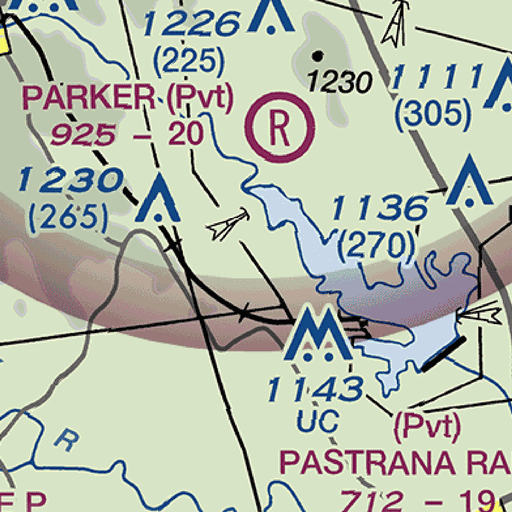 1226
(225)
1230
1111
(305)
PARKER (Pvt)
925 - 20
R
1230
(265)
1136
(270)
1143
UC
R
(Pvt)
PASTRANA RA
712 - 19
F P